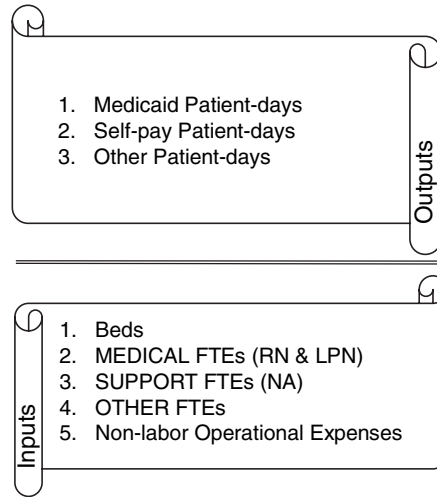 1. Medicaid Patient-days
2. Self-pay Patient-days
3. Other Patient-days
Outputs
1. Beds
2. MEDICAL FTEs (RN & LPN)
3. SUPPORT FTEs (NA)
4. OTHER FTEs
5. Non-labor Operational Expenses
Inputs